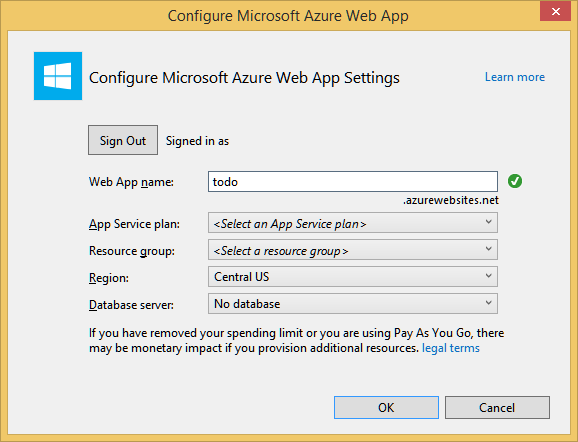 Configure Microsoft Azure Web App
Configure Microsoft Azure Web App Settings
Learn more
Sign Out Signed in as
Web App name: todo
.azurewebsites.net
App Service plan: <Select an App Service plan>
Resource group: <Select a resource group>
Region: Central US
Database server: No database
If you have removed your spending limit or you are using Pay As You Go, there
may be monetary impact if you provision additional resources. legal terms
OK Cancel